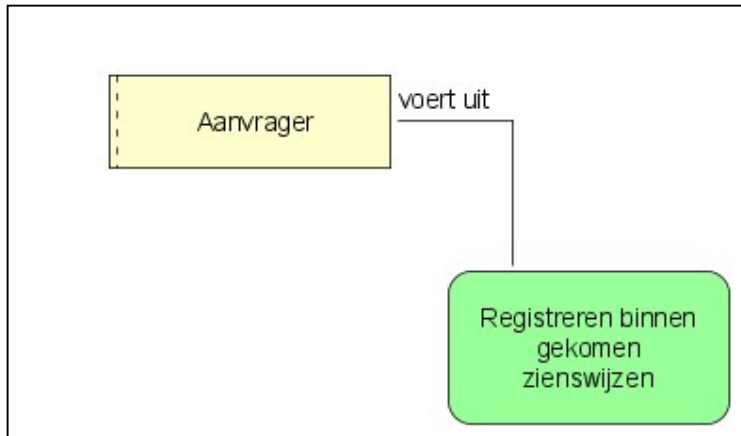 Aanvrager
voert uit
Registreren binnen
gekomen
zienswijzen